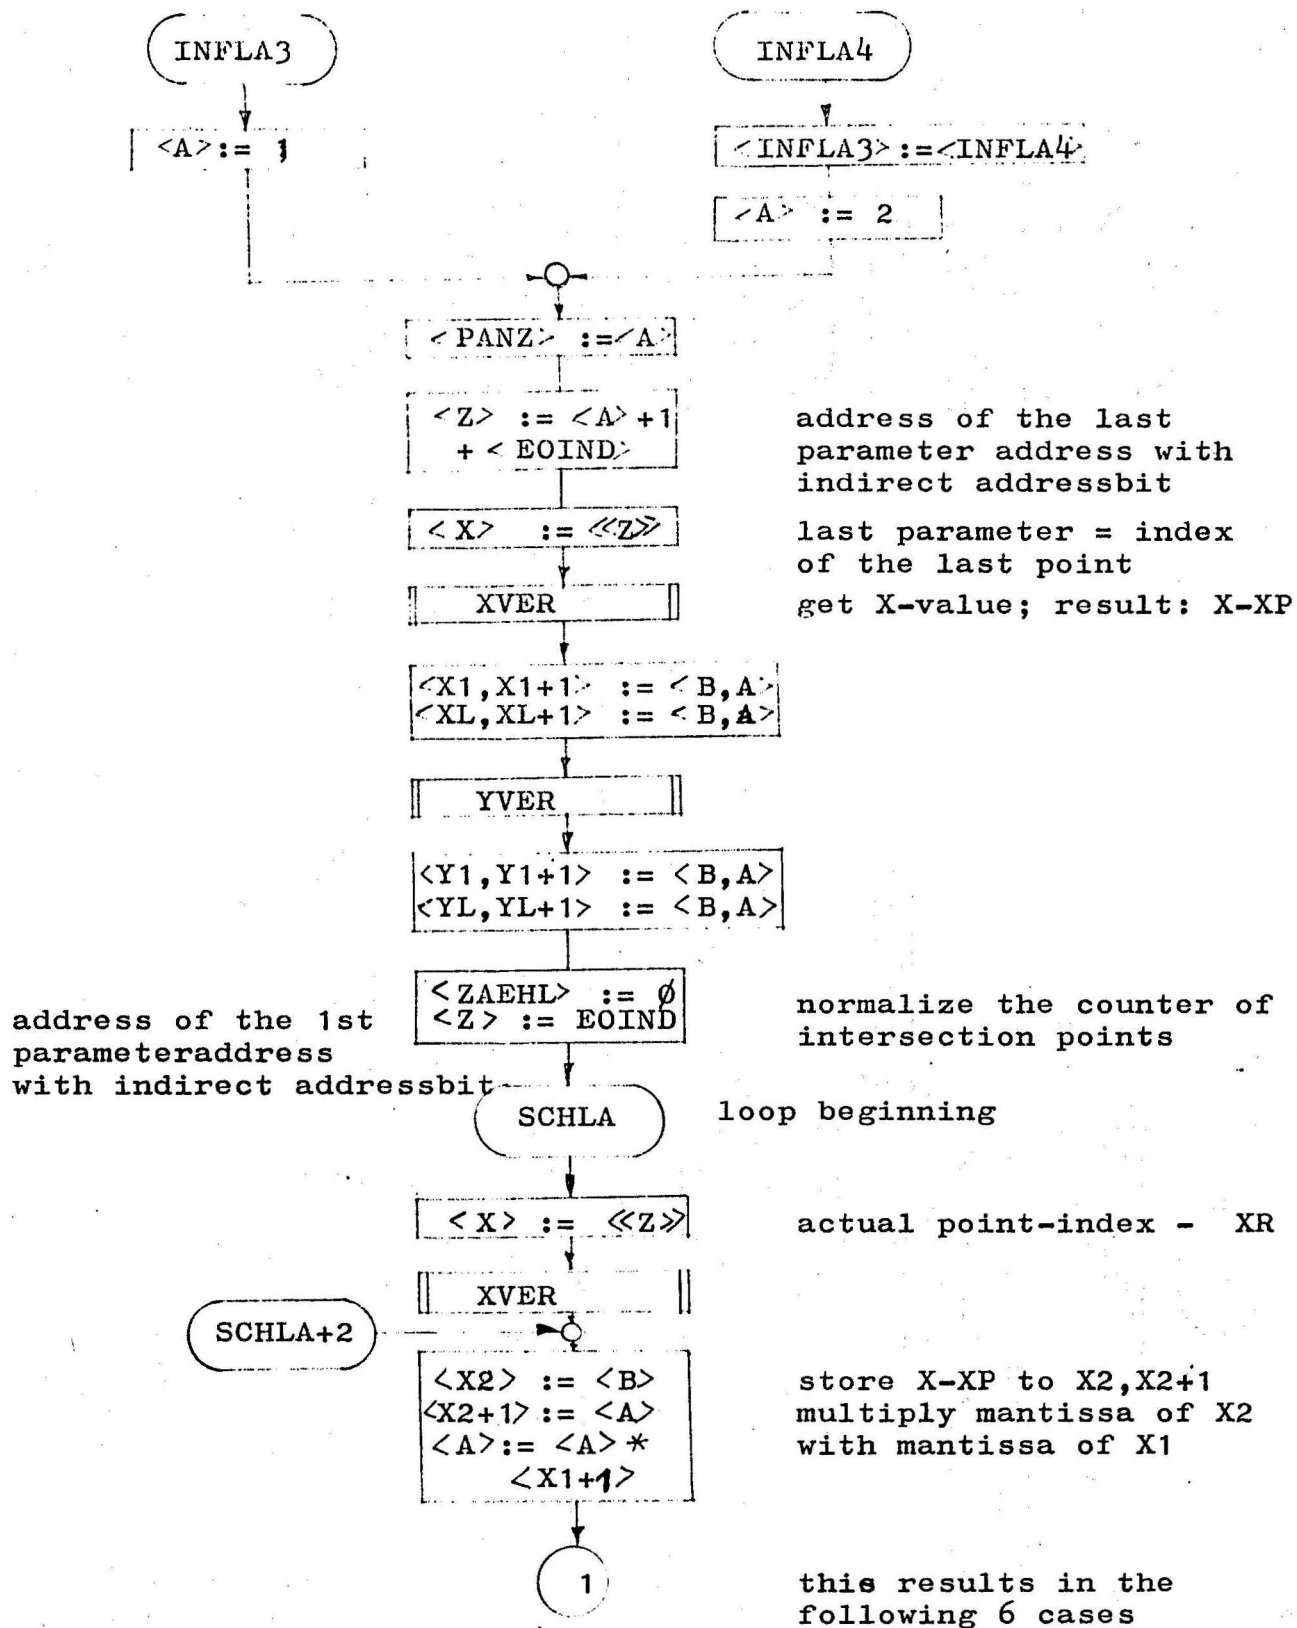 INFLA3
INFLA4
<A>:= 1
<INFLA3>:=<INFLA4>
<A> := 2
<PANZ> :=<A>
<Z> := <A>+1
+ <EOIND>
address of the last
parameter address with
indirect addressbit
<X> := <<Z>>
last parameter = index
of the last point
XVER
get X-value; result: X-XP
<X1,X1+1> := <B,A>
<XL,XL+1> := <B,A>
YVER
<Y1,Y1+1> := <B,A>
<YL,YL+1> := <B,A>
<ZAEHL> := Ø
<Z> := EOIND
normalize the counter of
intersection points
address of the 1st
parameteraddress
with indirect addressbit
SCHLA
loop beginning
<X> := <<Z>>
actual point-index - XR
XVER
SCHLA+2
<X2> := <B>
<X2+1> := <A>
<A>:= <A> *
<X1+1>
store X-XP to X2,X2+1
multiply mantissa of X2
with mantissa of X1
1
this results in the
following 6 cases